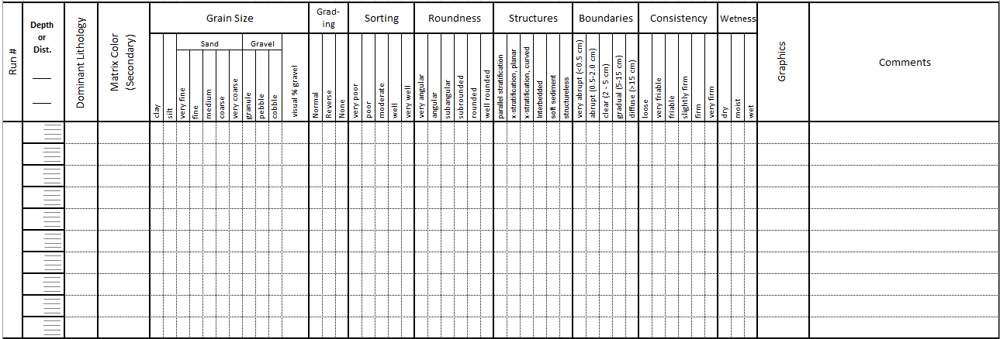 Run #
Depth
or
Dist.
Dominant Lithology
Matrix Color
(Secondary)
Grain Size
Sand
Gravel
clay
silt
very fine
fine
medium
coarse
very coarse
granule
pebble
cobble
visual % gravel
Grad-
ing
Normal
Reverse
None
Sorting
very poor
poor
moderate
well
very well
Roundness
very angular
angular
subangular
subrounded
rounded
well rounded
Structures
parallel stratification
x-stratification, planar
x-stratification, curved
Interbedded
soft sediment
structureless
Boundaries
very abrupt (<0.5 cm)
abrupt (0.5-2.0 cm)
clear (2 - 5 cm)
gradual (5-15 cm)
diffuse (>15 cm)
Consistency
loose
very friable
friable
slightly firm
firm
very firm
Wetness
dry
moist
wet
Graphics
Comments